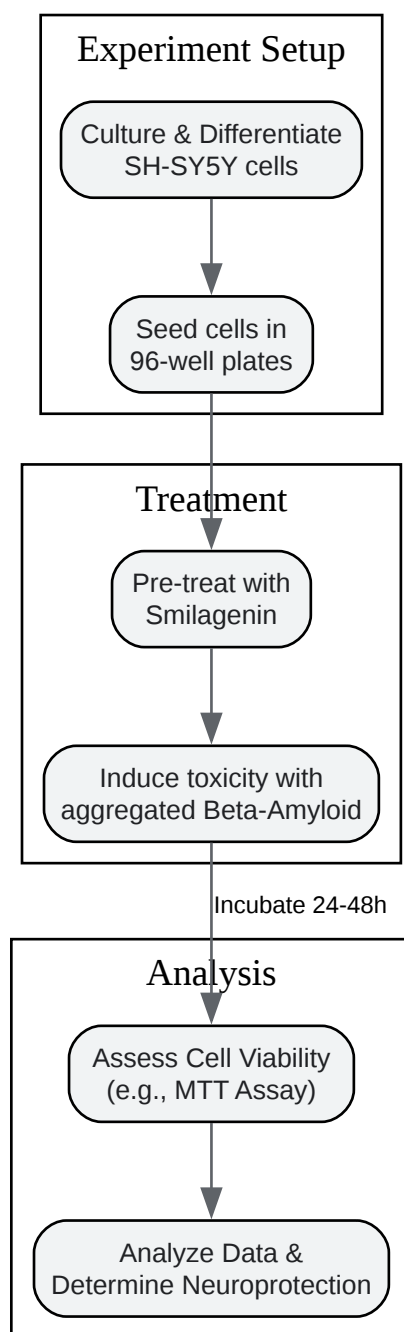 Experiment Setup
Culture & Differentiate
SH-SY5Y cells
Seed cells in
96-well plates
Treatment
Pre-treat with
Smilagenin
Induce toxicity with
aggregated Beta-Amyloid
Incubate 24-48h
Analysis
Assess Cell Viability
(e.g., MTT Assay)
Analyze Data &
Determine Neuroprotection